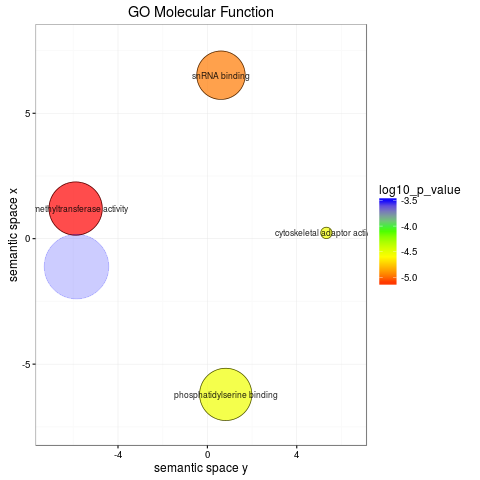 GO Molecular Function
snRNA binding
methyltransferase activity
cytoskeletal adaptor acti
phosphatidylserine binding
5
0
-5
-4
0
4
semantic space y
semantic space x
log10_p_value
-3.5
-4.0
-4.5
-5.0